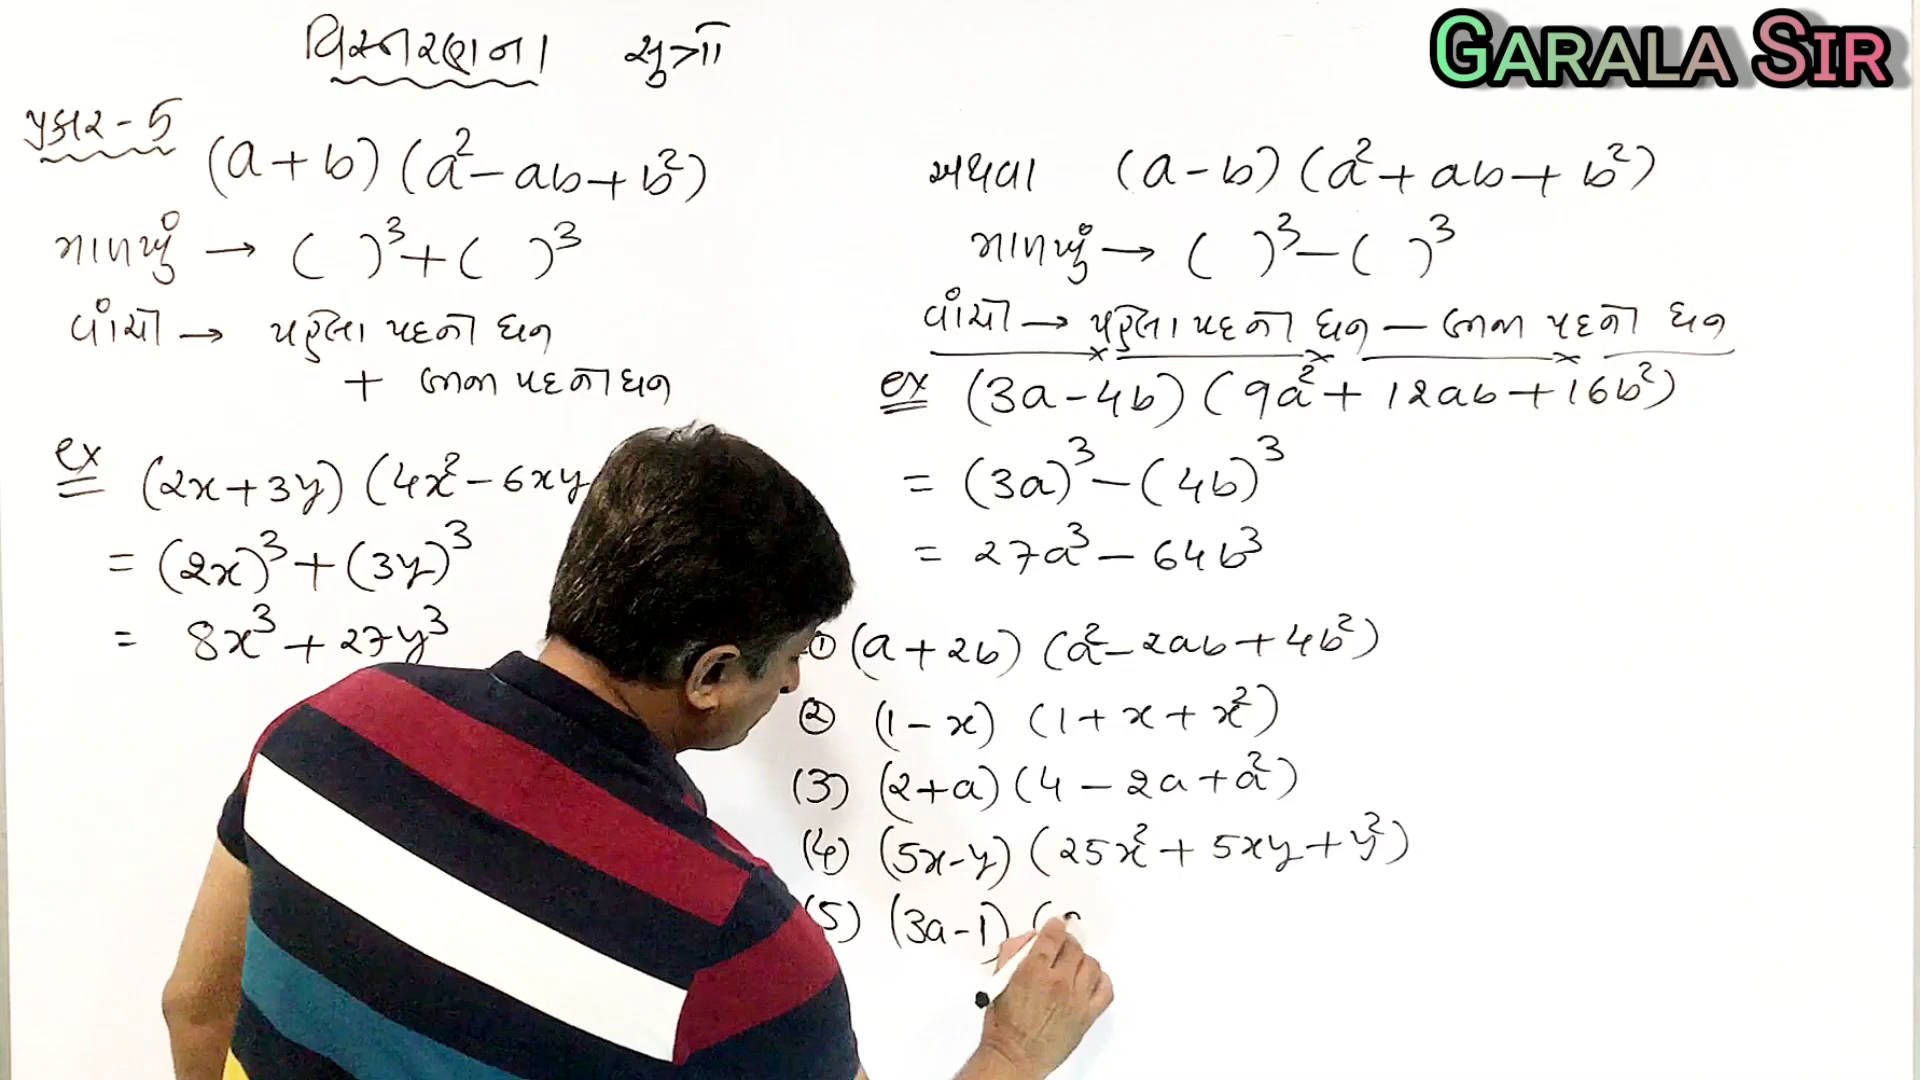 વિસ્તરણના સુત્રો
GARALA SIR
પ્રકાર-5 (a+b) (a²-ab+b²)
માળખું → ( )³+( )³
વાંચો → પહેલા પદનો ઘન
+ બીજા પદનો ઘન
ex (2x+3y) (4x²-6xy
= (2x)³+(3y)³
= 8x³+27y³
અથવા (a-b) (a²+ab+b²)
માળખું → ( )³-( )³
વાંચો → પહેલા પદનો ઘન - બીજા પદનો ઘન
ex (3a-4b) (9a²+12ab+16b²)
= (3a)³-(4b)³
= 27a³-64b³
① (a+2b) (a²-2ab+4b²)
② (1-x) (1+x+x²)
(3) (2+a) (4-2a+a²)
(4) (5x-y) (25x²+5xy+y²)
(5) (3a-1) (